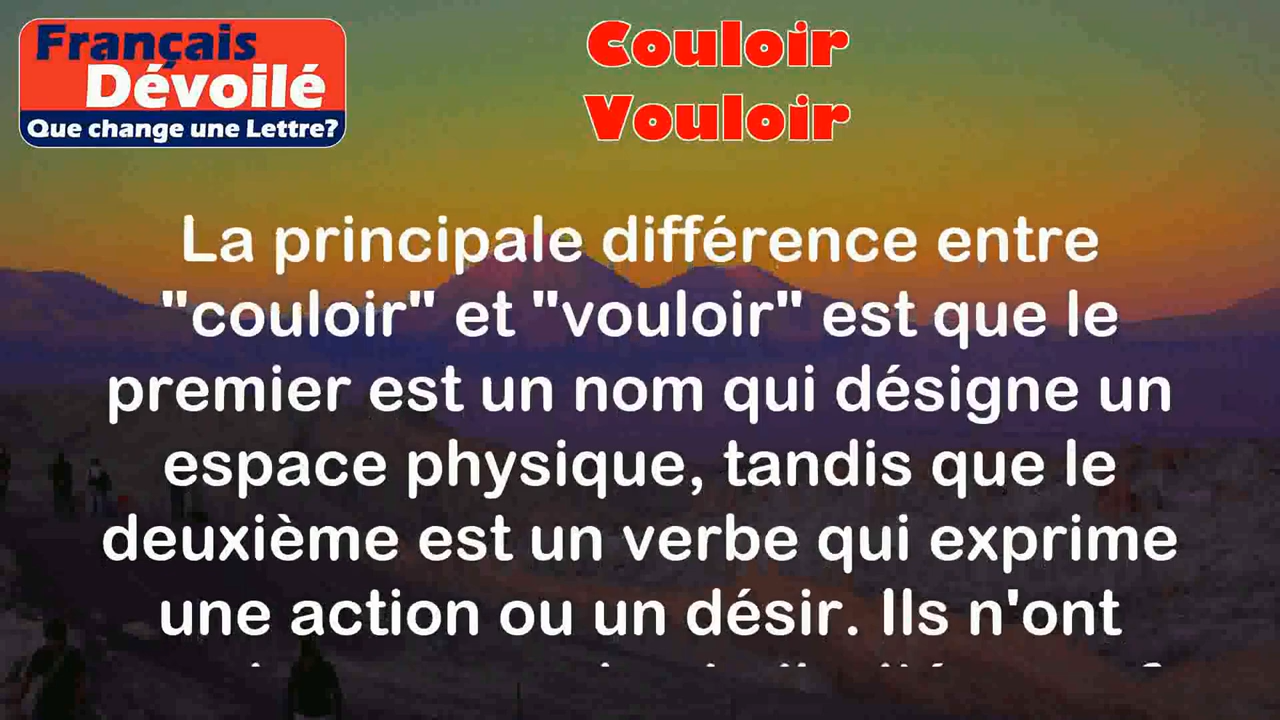 Français
Dévoilé
Que change une Lettre?
Couloir
Vouloir
La principale différence entre
"couloir" et "vouloir" est que le
premier est un nom qui désigne un
espace physique, tandis que le
deuxième est un verbe qui exprime
une action ou un désir. Ils n'ont